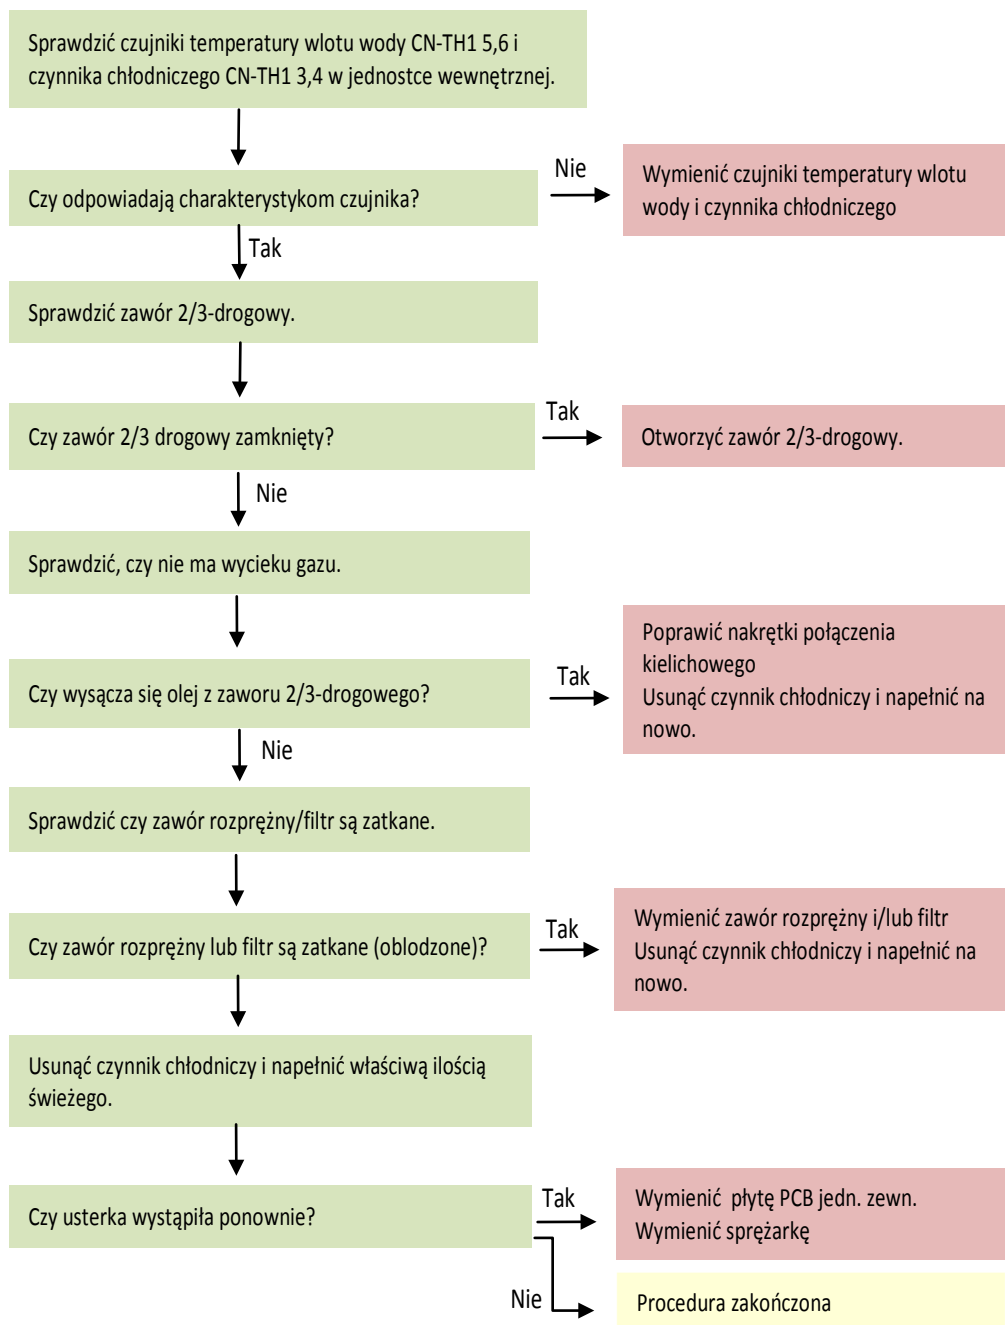 Sprawdzić czujniki temperatury wlotu wody CN-TH1 5,6 i
czynnika chłodniczego CN-TH1 3,4 w jednostce wewnętrznej.
Czy odpowiadają charakterystykom czujnika?
Nie
Wymienić czujniki temperatury wlotu
wody i czynnika chłodniczego
Tak
Sprawdzić zawór 2/3-drogowy.
Czy zawór 2/3 drogowy zamknięty?
Tak
Otworzyć zawór 2/3-drogowy.
Nie
Sprawdzić, czy nie ma wycieku gazu.
Czy wysącza się olej z zaworu 2/3-drogowego?
Tak
Poprawić nakrętki połączenia
kielichowego
Usunąć czynnik chłodniczy i napełnić na
nowo.
Nie
Sprawdzić czy zawór rozprężny/filtr są zatkane.
Czy zawór rozprężny lub filtr są zatkane (oblodzone)?
Tak
Wymienić zawór rozprężny i/lub filtr
Usunąć czynnik chłodniczy i napełnić na
nowo.
Usunąć czynnik chłodniczy i napełnić właściwą ilością
świeżego.
Czy usterka wystąpiła ponownie?
Tak
Wymienić płytę PCB jedn. zewn.
Wymienić sprężarkę
Nie
Procedura zakończona